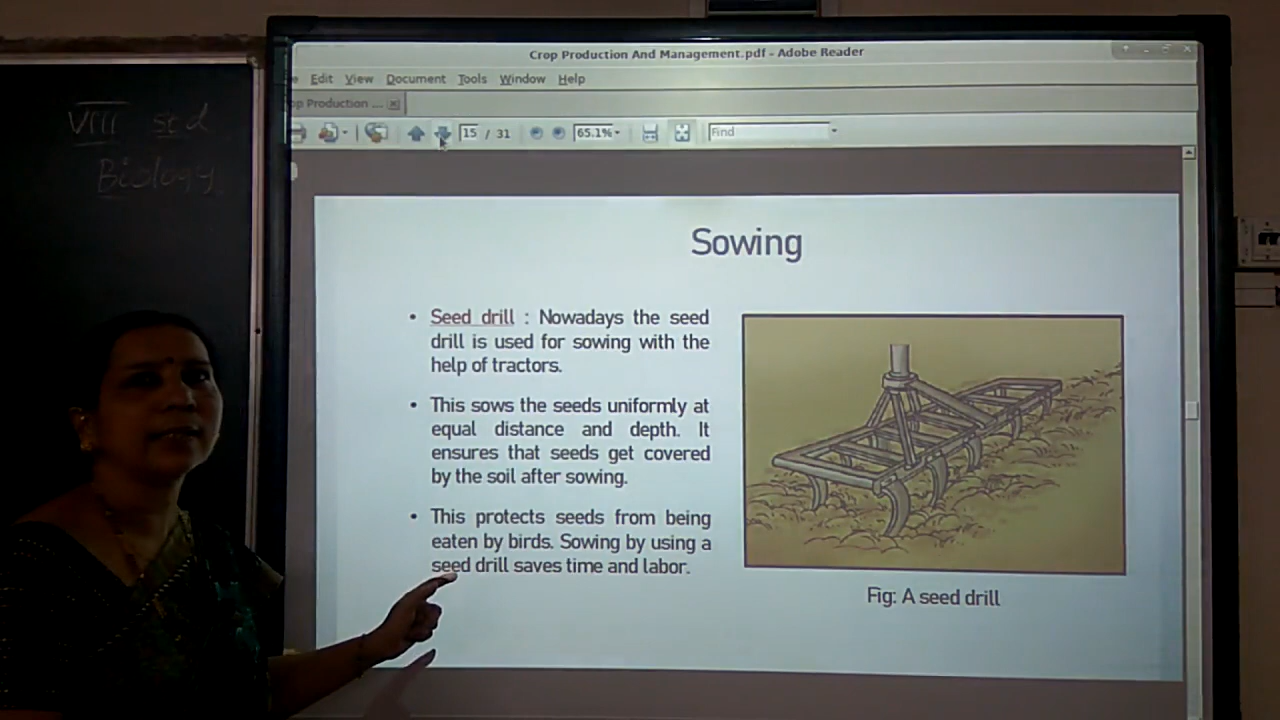 VIII std
Biology
Crop Production And Management.pdf - Adobe Reader
e Edit View Document Tools Window Help
op Production ...
15 / 31 65.1% Find
Sowing
• Seed drill : Nowadays the seed
drill is used for sowing with the
help of tractors.
• This sows the seeds uniformly at
equal distance and depth. It
ensures that seeds get covered
by the soil after sowing.
• This protects seeds from being
eaten by birds. Sowing by using a
seed drill saves time and labor.
Fig: A seed drill